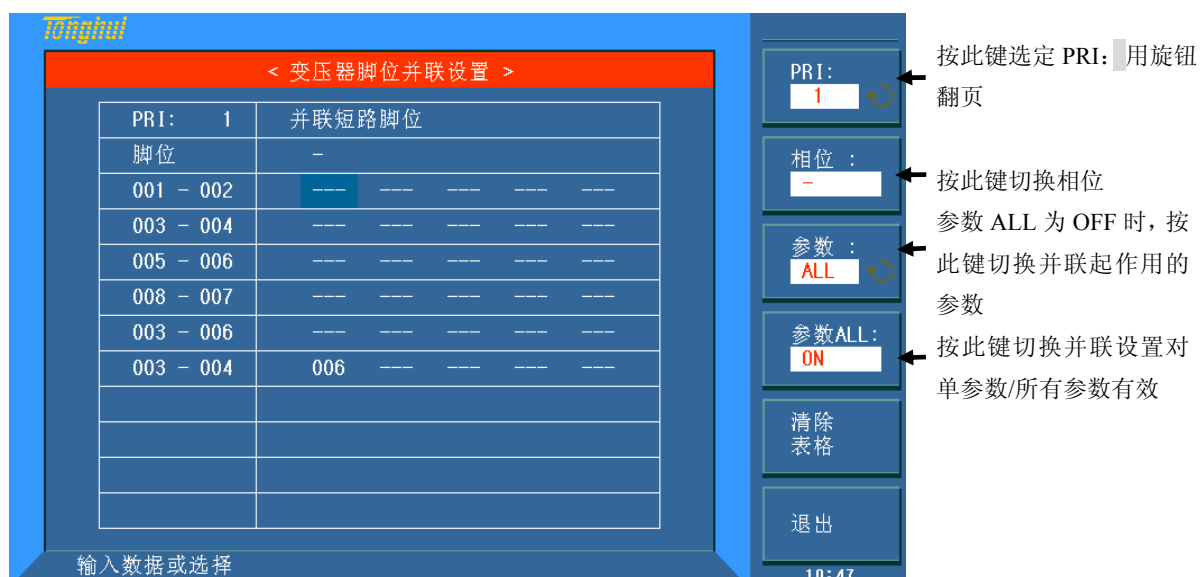 Tonghui
< 变压器脚位并联设置 >
PRI: 1 并联短路脚位
脚位 -
001 - 002 --- --- --- --- ---
003 - 004 --- --- --- --- ---
005 - 006 --- --- --- --- ---
008 - 007 --- --- --- --- ---
003 - 006 --- --- --- --- ---
003 - 004 006 --- --- --- ---
输入数据或选择
PRI:
1
相位 :
-
参数 :
ALL
参数ALL:
ON
清除
表格
退出
10:47
按此键选定 PRI: 用旋钮
翻页
按此键切换相位
参数 ALL 为 OFF 时，按
此键切换并联起作用的
参数
按此键切换并联设置对
单参数/所有参数有效